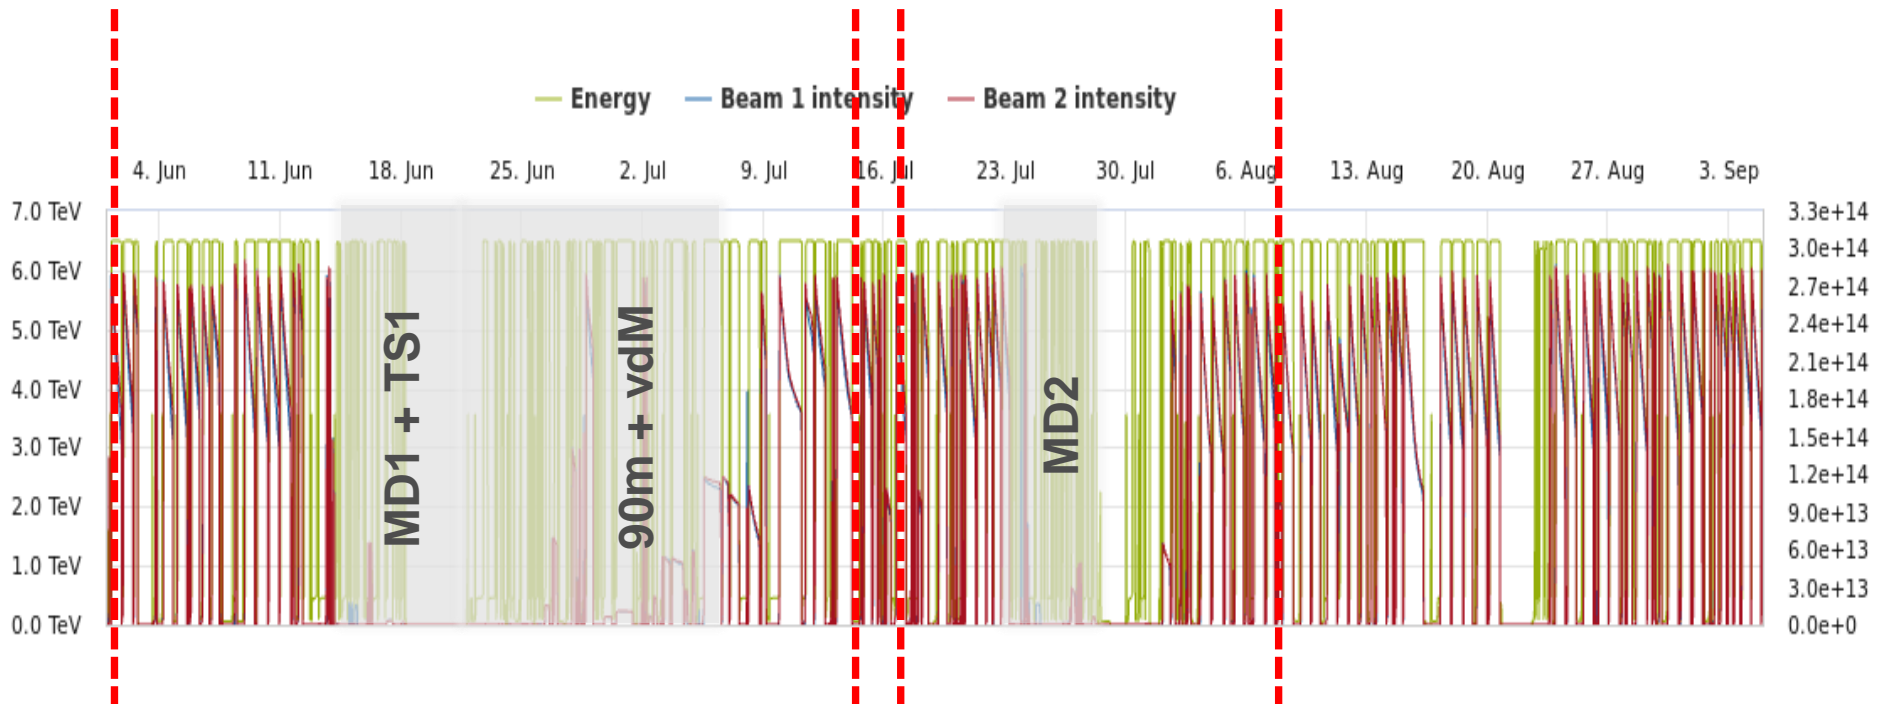 Energy Beam 1 intensity Beam 2 intensity
4. Jun 11. Jun 18. Jun 25. Jun 2. Jul 9. Jul 16. Jul 23. Jul 30. Jul 6. Aug 13. Aug 20. Aug 27. Aug 3. Sep
7.0 TeV 3.3e+14
6.0 TeV 3.0e+14
5.0 TeV 2.7e+14
4.0 TeV 2.4e+14
3.0 TeV 2.1e+14
2.0 TeV 1.8e+14
1.0 TeV 1.5e+14
0.0 TeV 1.2e+14
9.0e+13
6.0e+13
3.0e+13
0.0e+0
MD1 + TS1
90m + vdM
MD2